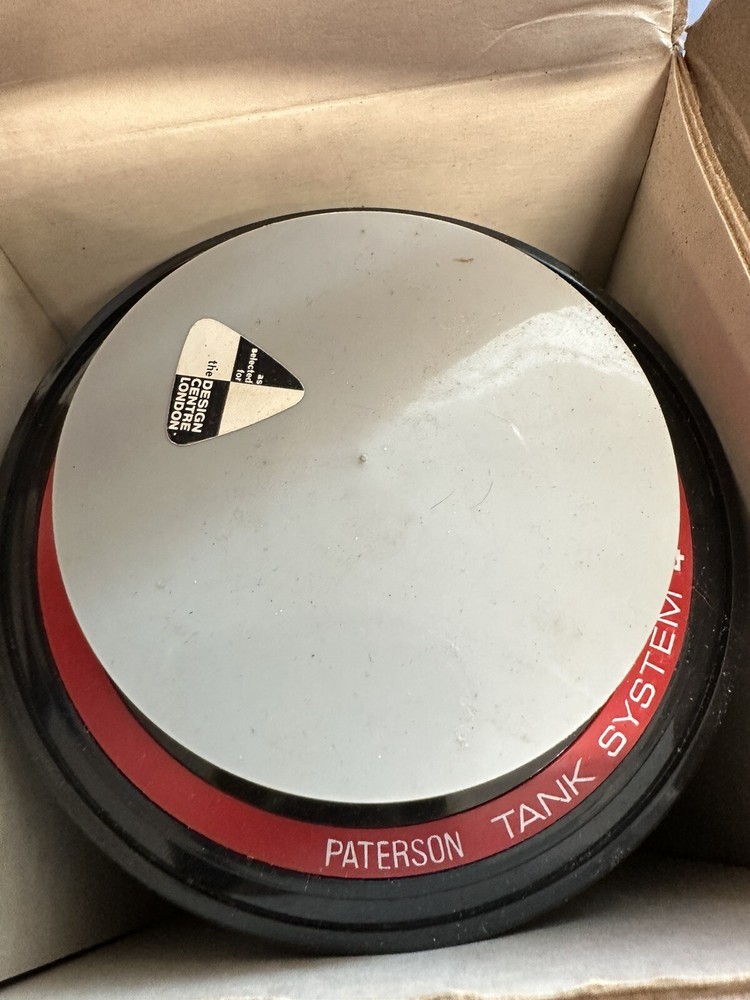 as
selected
for
the DESIGN
CENTRE
LONDON.
PATERSON TANK SYSTEM 4